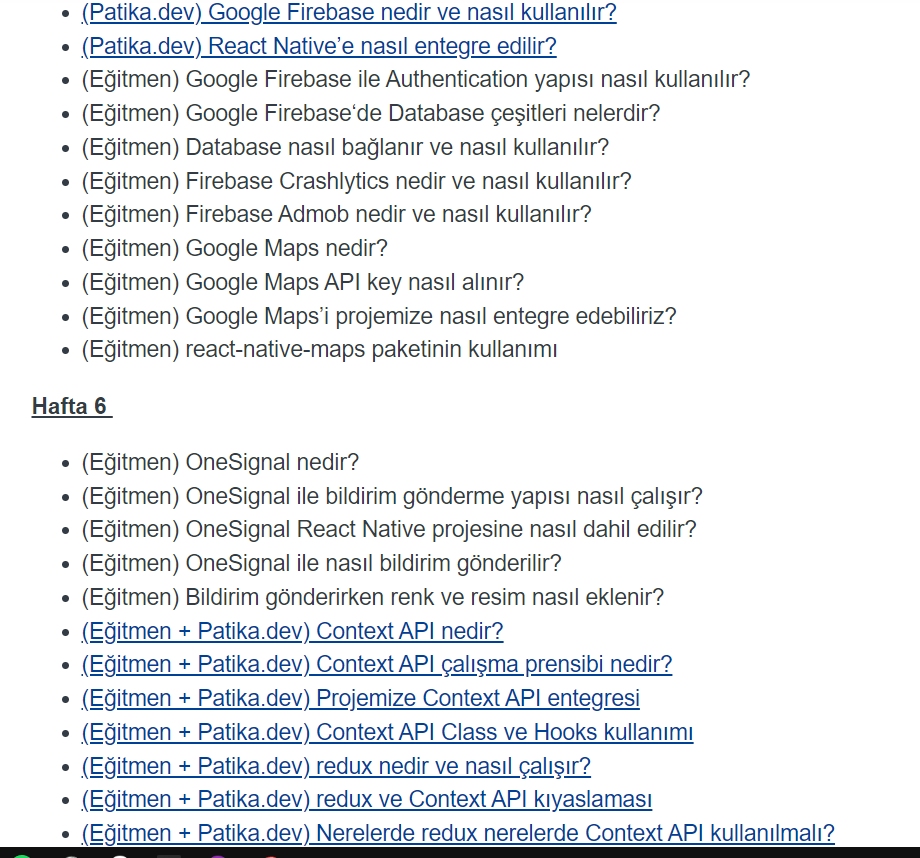 (Patika.dev) Google Firebase nedir ve nasıl kullanılır?
(Patika.dev) React Native’e nasıl entegre edilir?
(Eğitmen) Google Firebase ile Authentication yapısı nasıl kullanılır?
(Eğitmen) Google Firebase‘de Database çeşitleri nelerdir?
(Eğitmen) Database nasıl bağlanır ve nasıl kullanılır?
(Eğitmen) Firebase Crashlytics nedir ve nasıl kullanılır?
(Eğitmen) Firebase Admob nedir ve nasıl kullanılır?
(Eğitmen) Google Maps nedir?
(Eğitmen) Google Maps API key nasıl alınır?
(Eğitmen) Google Maps’i projemize nasıl entegre edebiliriz?
(Eğitmen) react-native-maps paketinin kullanımı
Hafta 6
(Eğitmen) OneSignal nedir?
(Eğitmen) OneSignal ile bildirim gönderme yapısı nasıl çalışır?
(Eğitmen) OneSignal React Native projesine nasıl dahil edilir?
(Eğitmen) OneSignal ile nasıl bildirim gönderilir?
(Eğitmen) Bildirim gönderirken renk ve resim nasıl eklenir?
(Eğitmen + Patika.dev) Context API nedir?
(Eğitmen + Patika.dev) Context API çalışma prensibi nedir?
(Eğitmen + Patika.dev) Projemize Context API entegresi
(Eğitmen + Patika.dev) Context API Class ve Hooks kullanımı
(Eğitmen + Patika.dev) redux nedir ve nasıl çalışır?
(Eğitmen + Patika.dev) redux ve Context API kıyaslaması
(Eğitmen + Patika.dev) Nerelerde redux nerelerde Context API kullanılmalı?